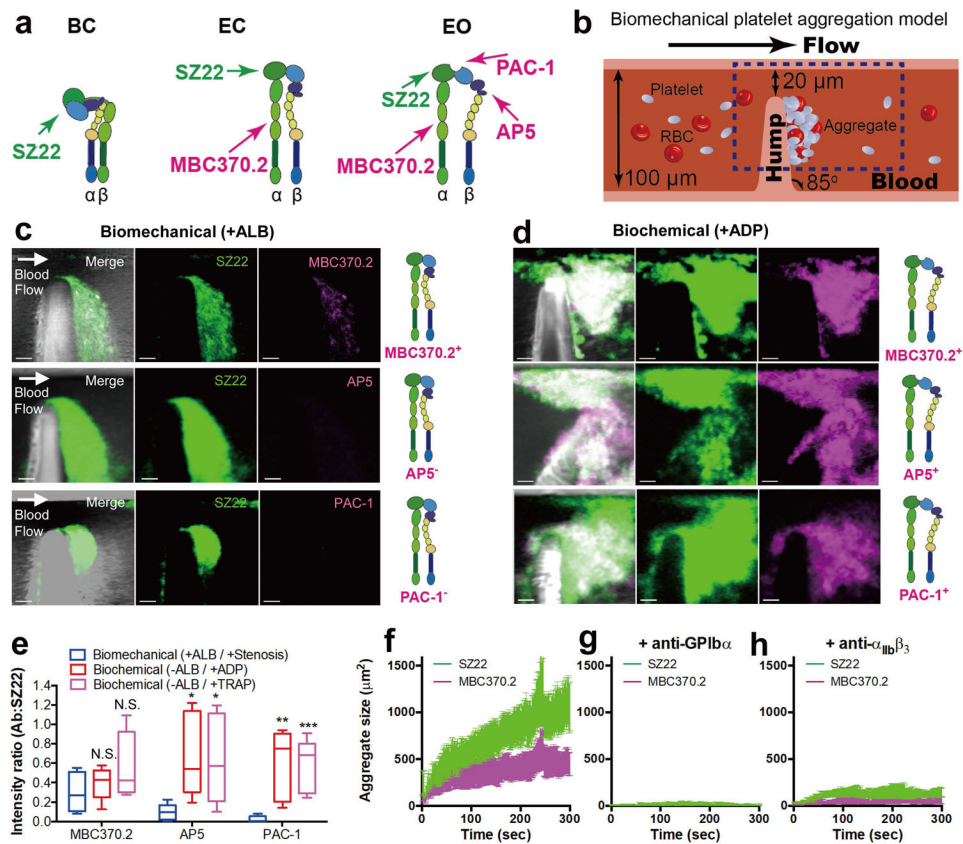 a
BC
EC
EO
SZ22
SZ22
PAC-1
SZ22
MBC370.2
MBC370.2
AP5
α β
α β
α β
b
Biomechanical platelet aggregation model
Flow
Platelet
20 µm
RBC
Aggregate
Hump
100 µm
85°
Blood
c
Biomechanical (+ALB)
Merge
SZ22
MBC370.2
Blood
Flow
MBC370.2⁺
Merge
SZ22
AP5
Blood
Flow
AP5⁻
Merge
SZ22
PAC-1
Blood
Flow
PAC-1⁻
d
Biochemical (+ADP)
MBC370.2⁺
AP5⁺
PAC-1⁺
e
Biomechanical (+ALB / +Stenosis)
Biochemical (-ALB / +ADP)
Biochemical (-ALB / +TRAP)
Intensity ratio (Ab:SZ22)
1.4
1.2
1.0
0.8
0.6
0.4
0.2
0.0
N.S.
N.S.
*
*
**
***
MBC370.2
AP5
PAC-1
f
SZ22
MBC370.2
Aggregate size (µm²)
1500
1000
500
0
0 100 200 300
Time (sec)
g
+ anti-GPIbα
SZ22
MBC370.2
1500
1000
500
0
0 100 200 300
Time (sec)
h
+ anti-αIIbβ3
SZ22
MBC370.2
1500
1000
500
0
0 100 200 300
Time (sec)